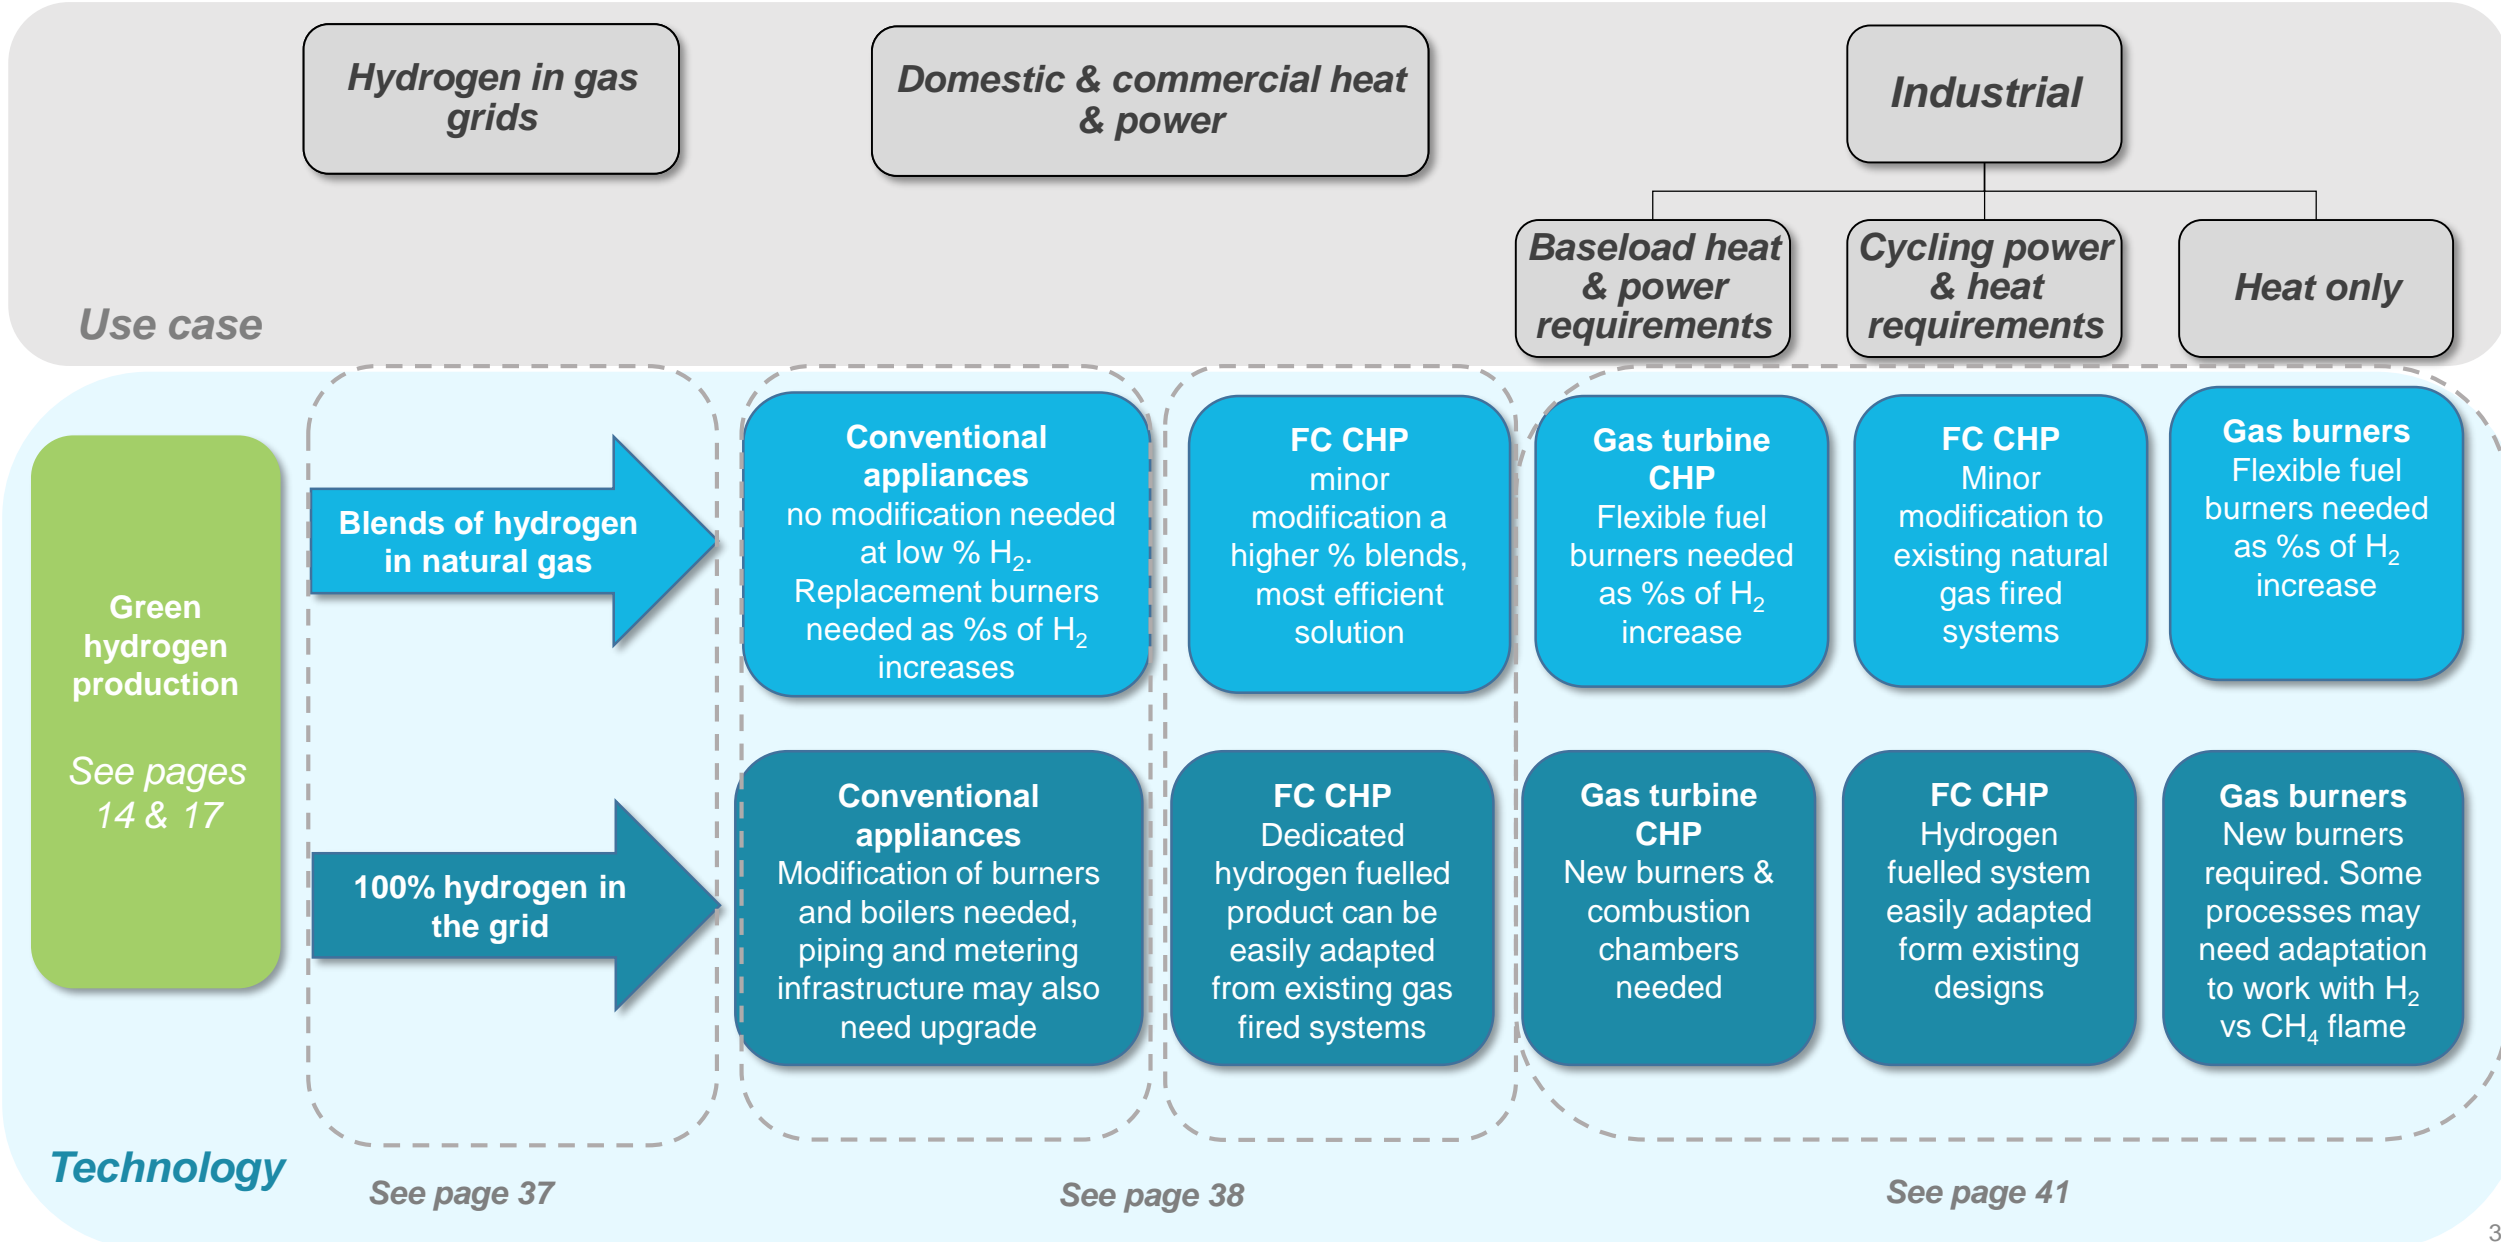 Hydrogen in gas
grids
Domestic & commercial heat
& power
Industrial
Baseload heat
& power
requirements
Cycling power
& heat
requirements
Heat only
Use case
Green
hydrogen
production
See pages
14 & 17
Blends of hydrogen
in natural gas
Conventional
appliances
no modification needed
at low % H₂.
Replacement burners
needed as %s of H₂
increases
FC CHP
minor
modification a
higher % blends,
most efficient
solution
Gas turbine
CHP
Flexible fuel
burners needed
as %s of H₂
increase
FC CHP
Minor
modification to
existing natural
gas fired
systems
Gas burners
Flexible fuel
burners needed
as %s of H₂
increase
100% hydrogen in
the grid
Conventional
appliances
Modification of burners
and boilers needed,
piping and metering
infrastructure may also
need upgrade
FC CHP
Dedicated
hydrogen fuelled
product can be
easily adapted
from existing gas
fired systems
Gas turbine
CHP
New burners &
combustion
chambers
needed
FC CHP
Hydrogen
fuelled system
easily adapted
form existing
designs
Gas burners
New burners
required. Some
processes may
need adaptation
to work with H₂
vs CH₄ flame
Technology
See page 37
See page 38
See page 41
3